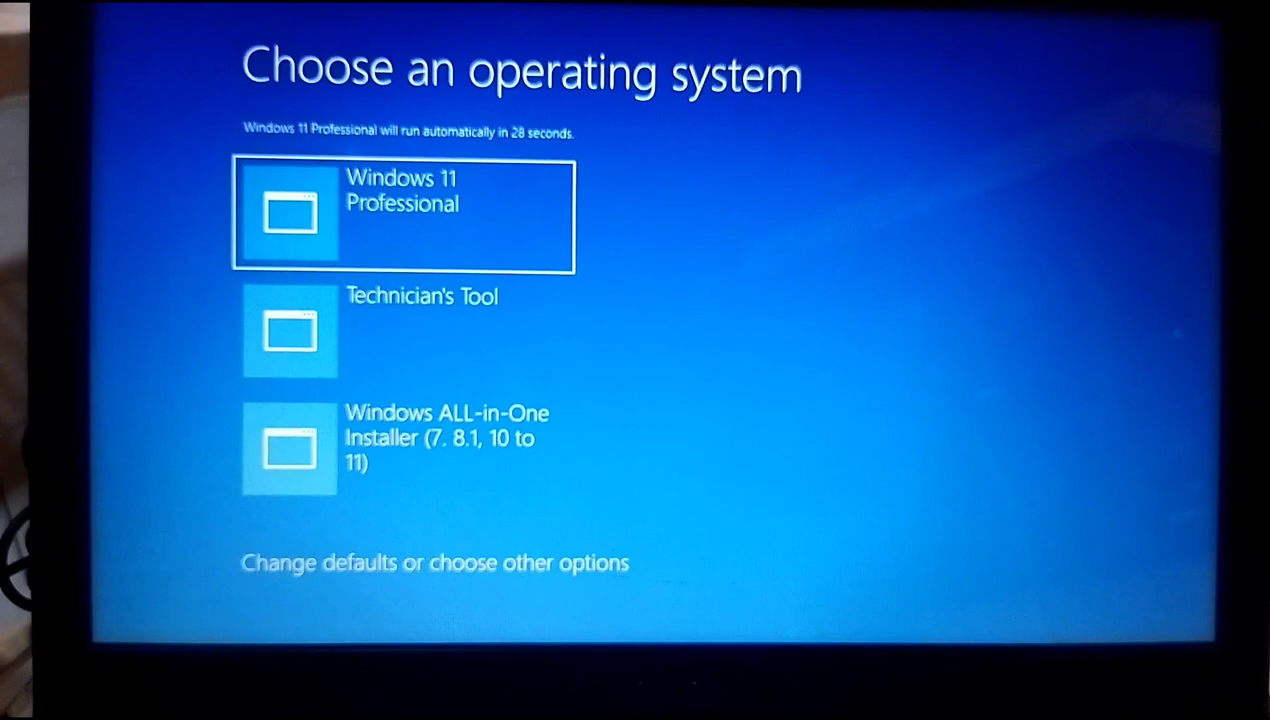 Choose an operating system
Windows 11 Professional will run automatically in 28 seconds.
Windows 11
Professional
Technician's Tool
Windows ALL-in-One
Installer (7. 8.1, 10 to
11)
Change defaults or choose other options